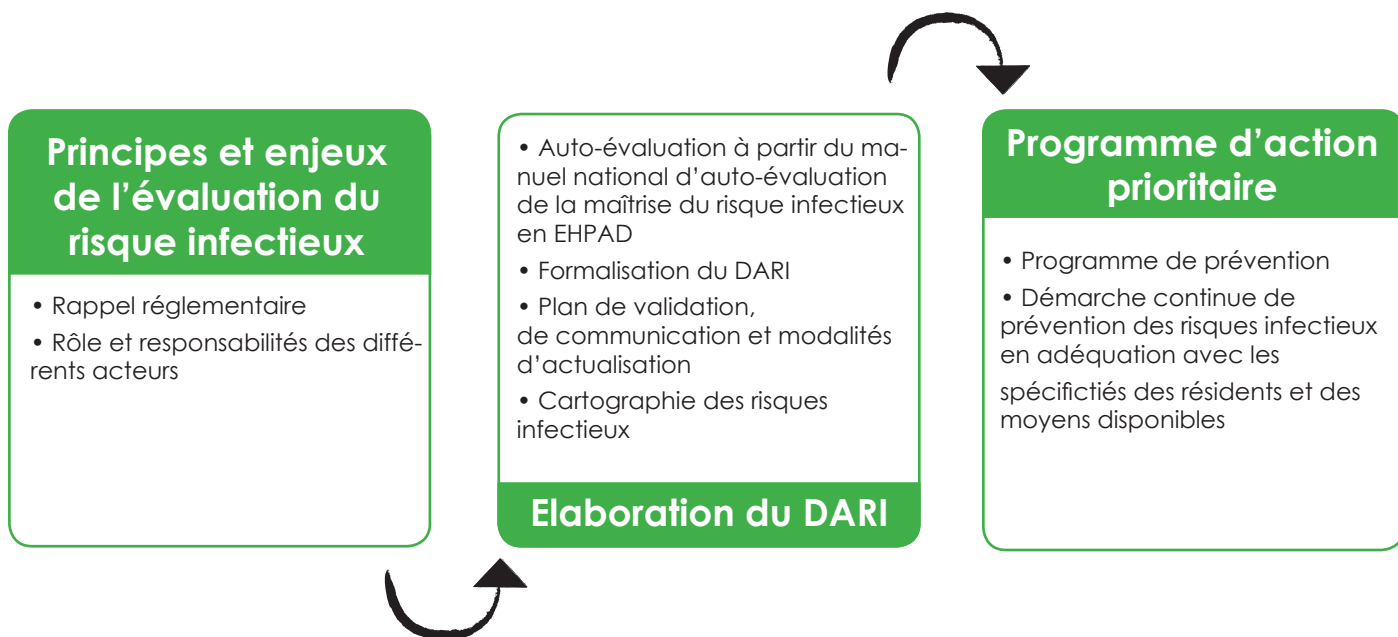 Principes et enjeux
de l’évaluation du
risque infectieux
• Rappel réglementaire
• Rôle et responsabilités des diffé-
rents acteurs
• Auto-évaluation à partir du ma-
nuel national d’auto-évaluation
de la maîtrise du risque infectieux
en EHPAD
• Formalisation du DARI
• Plan de validation,
de communication et modalités
d’actualisation
• Cartographie des risques
infectieux
Elaboration du DARI
Programme d’action
prioritaire
• Programme de prévention
• Démarche continue de
prévention des risques infectieux
en adéquation avec les
spécifictiés des résidents et des
moyens disponibles